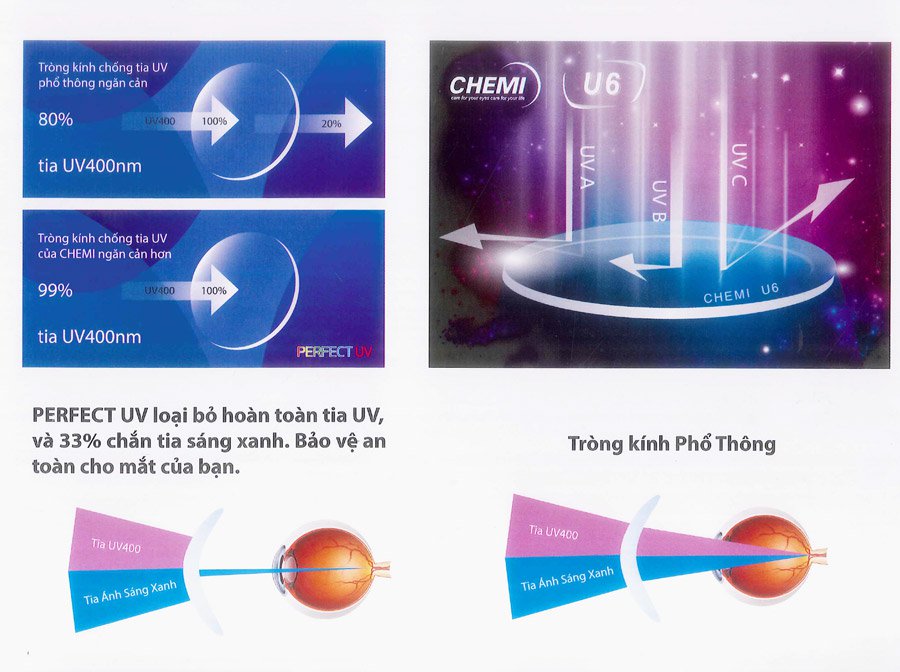 Tròng kính chống tia UV
phổ thông ngăn cản
80%
UV400
100%
20%
tia UV400nm
Tròng kính chống tia UV
của CHEMI ngăn cản hơn
99%
UV400
100%
tia UV400nm
PERFECT UV
CHEMI
care for your eyes care for your life
U6
UV A
UV B
UV C
CHEMI U6
PERFECT UV loại bỏ hoàn toàn tia UV,
và 33% chắn tia sáng xanh. Bảo vệ an
toàn cho mắt của bạn.
Tia UV400
Tia Ánh Sáng Xanh
Tròng kính Phổ Thông
Tia UV400
Tia Ánh Sáng Xanh